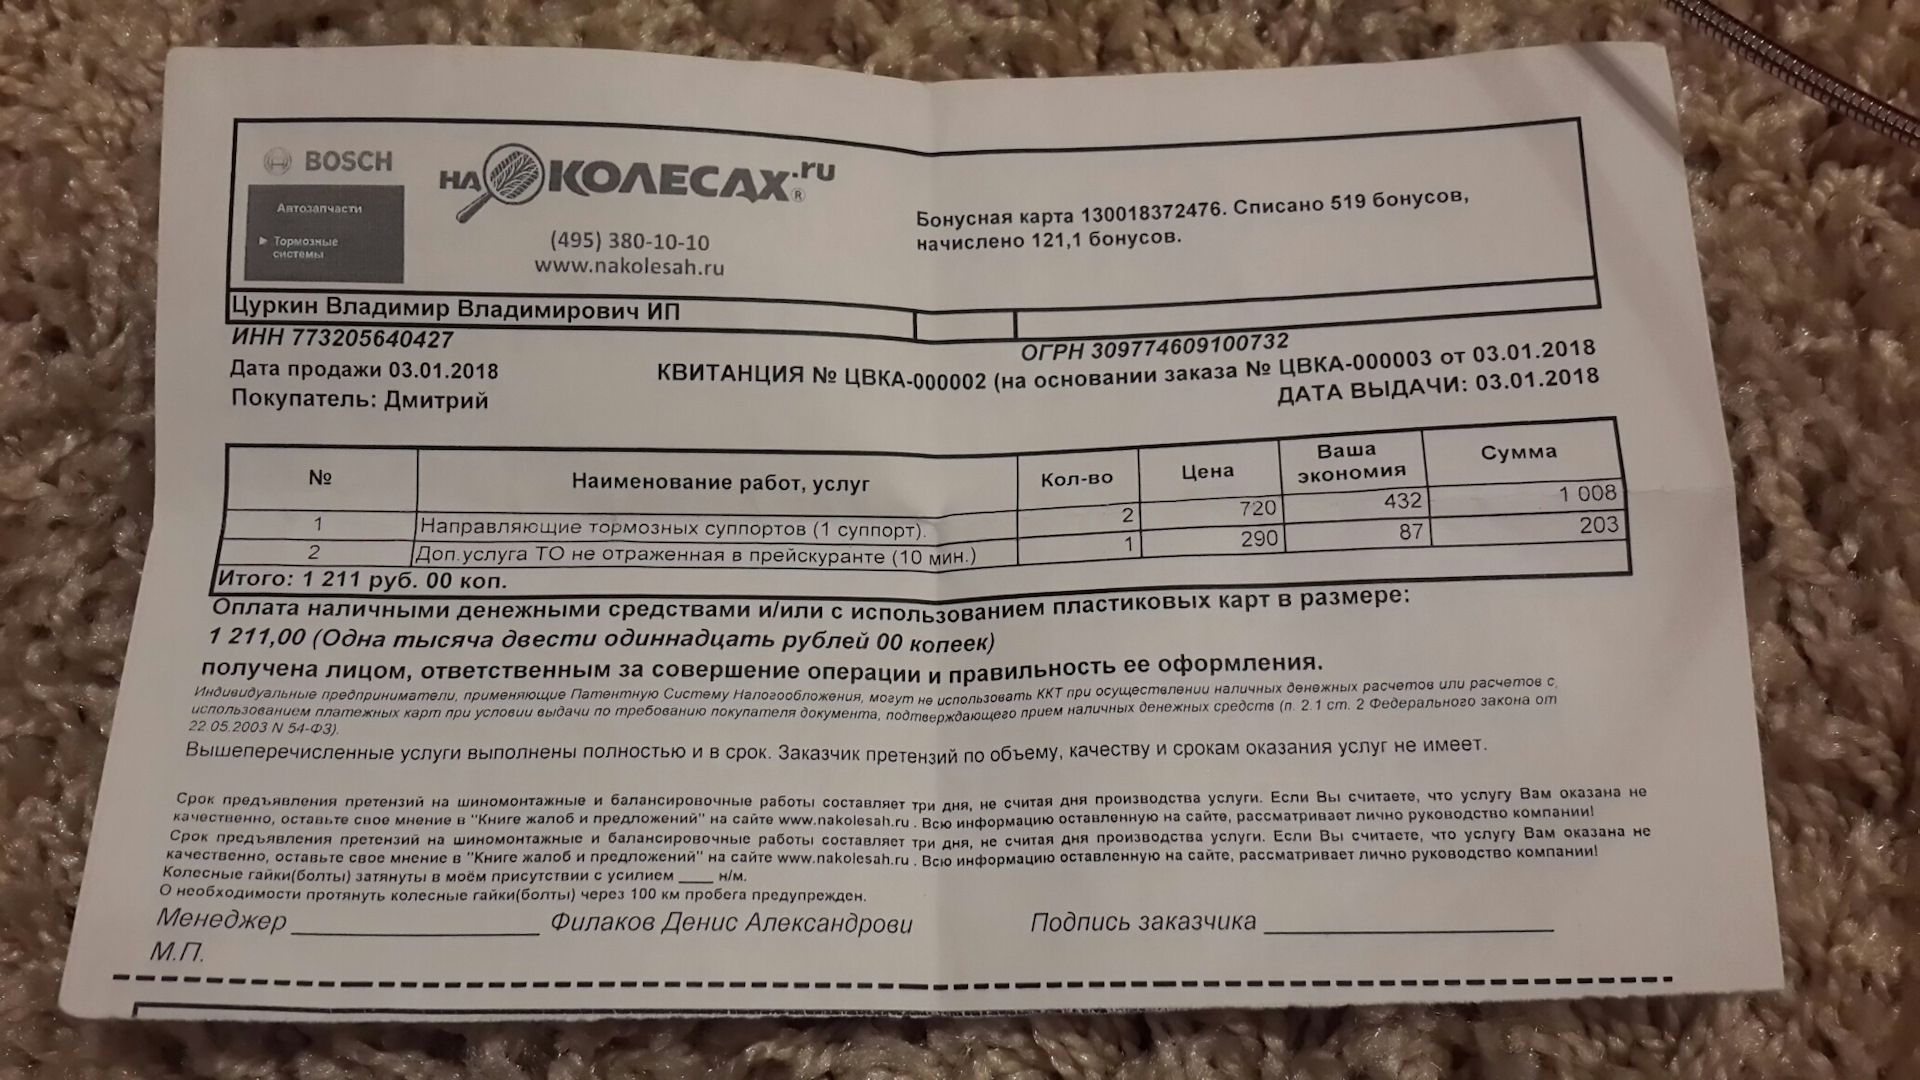 BOSCH
Автозапчасти
Тормозные
системы
НА КОЛЕСАХ.ru ®
(495) 380-10-10
www.nakolesah.ru
Бонусная карта 130018372476. Списано 519 бонусов,
начислено 121,1 бонусов.
Цуркин Владимир Владимирович ИП
ИНН 773205640427
ОГРН 309774609100732
Дата продажи 03.01.2018
КВИТАНЦИЯ № ЦВКА-000002 (на основании заказа № ЦВКА-000003 от 03.01.2018
Покупатель: Дмитрий
ДАТА ВЫДАЧИ: 03.01.2018
№ Наименование работ, услуг Кол-во Цена Ваша экономия Сумма
1 Направляющие тормозных суппортов (1 суппорт). 2 720 432 1 008
2 Доп.услуга ТО не отраженная в прейскуранте (10 мин.) 1 290 87 203
Итого: 1 211 руб. 00 коп.
Оплата наличными денежными средствами и/или с использованием пластиковых карт в размере:
1 211,00 (Одна тысяча двести одиннадцать рублей 00 копеек)
получена лицом, ответственным за совершение операции и правильность ее оформления.
Индивидуальные предприниматели, применяющие Патентную Систему Налогообложения, могут не использовать ККТ при осуществлении наличных денежных расчетов или расчетов с
использованием платежных карт при условии выдачи по требованию покупателя документа, подтверждающего прием наличных денежных средств (п. 2.1 ст. 2 Федерального закона от
22.05.2003 N 54-ФЗ).
Вышеперечисленные услуги выполнены полностью и в срок. Заказчик претензий по объему, качеству и срокам оказания услуг не имеет.
Срок предъявления претензий на шиномонтажные и балансировочные работы составляет три дня, не считая дня производства услуги. Если Вы считаете, что услугу Вам оказана не
качественно, оставьте свое мнение в "Книге жалоб и предложений" на сайте www.nakolesah.ru . Всю информацию оставленную на сайте, рассматривает лично руководство компании!
Срок предъявления претензий на шиномонтажные и балансировочные работы составляет три дня, не считая дня производства услуги. Если Вы считаете, что услугу Вам оказана не
качественно, оставьте свое мнение в "Книге жалоб и предложений" на сайте www.nakolesah.ru . Всю информацию оставленную на сайте, рассматривает лично руководство компании!
Колесные гайки(болты) затянуты в моём присутствии с усилием ____ н/м.
О необходимости протянуть колесные гайки(болты) через 100 км пробега предупрежден.
Менеджер ____________ Филаков Денис Александрови Подпись заказчика ____________
М.П.